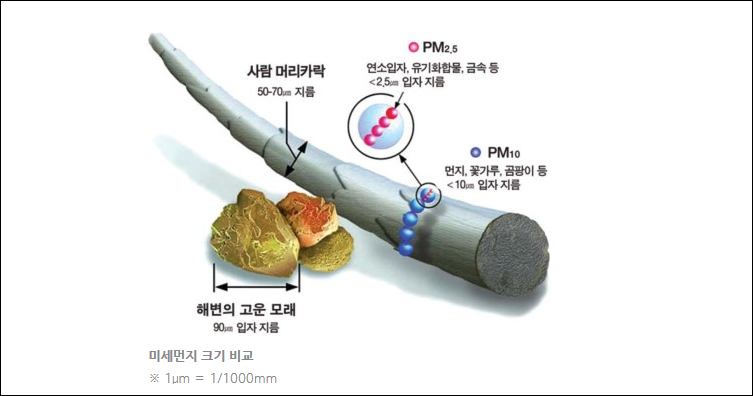 PM2.5
연소입자, 유기화합물, 금속 등
<2.5㎛ 입자 지름
사람 머리카락
50-70㎛ 지름
PM10
먼지, 꽃가루, 곰팡이 등
<10㎛ 입자 지름
해변의 고운 모래
90㎛ 입자 지름
미세먼지 크기 비교
※ 1μm = 1/1000mm